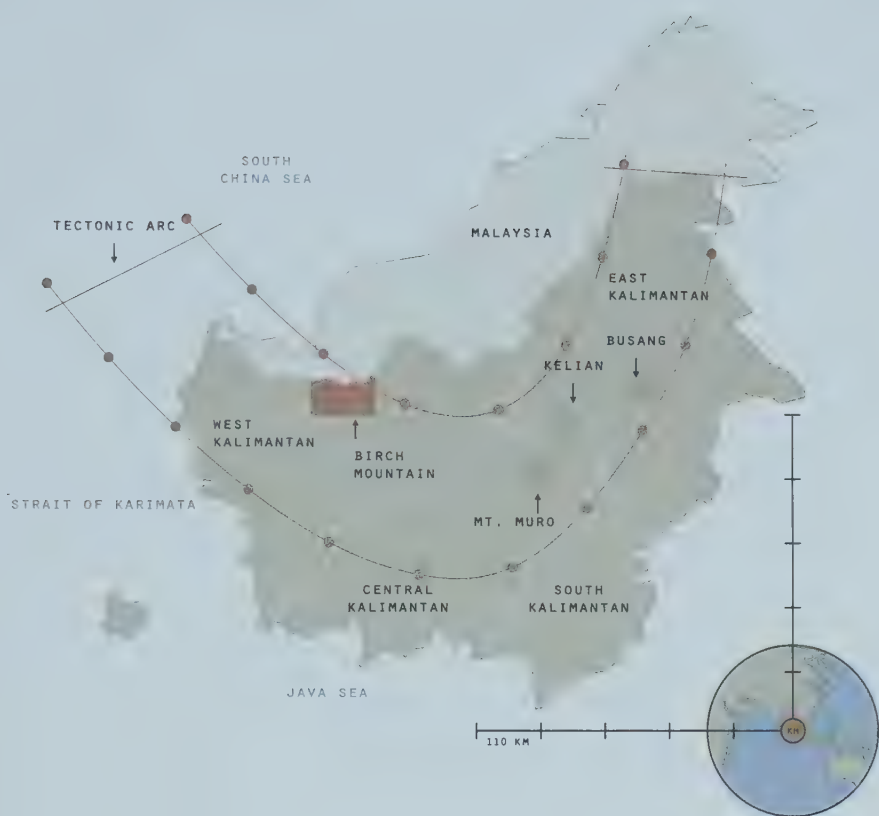 SOUTH
CHINA SEA
TECTONIC ARC
MALAYSIA
EAST
KALIMANTAN
BUSANG
KELIAN
WEST
KALIMANTAN
BIRCH
MOUNTAIN
STRAIT OF KARIMATA
MT. MURO
CENTRAL
KALIMANTAN
SOUTH
KALIMANTAN
JAVA SEA
110 KM
KM